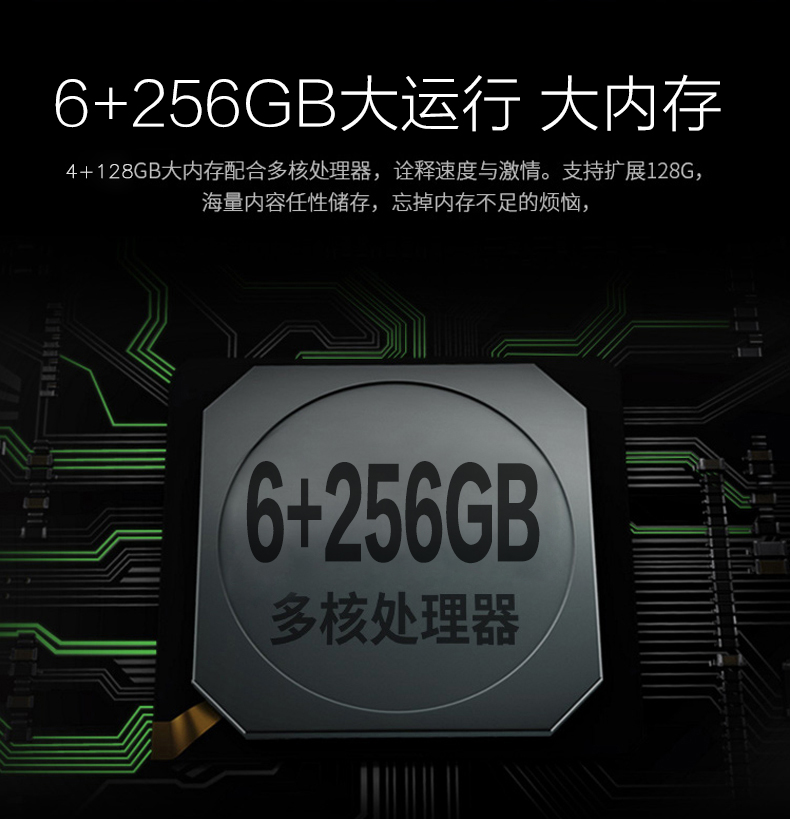 6+256GB大运行 大内存
4+128GB大内存配合多核处理器，诠释速度与激情。支持扩展128G，
海量内容任性储存，忘掉内存不足的烦恼，
6+256GB
多核处理器